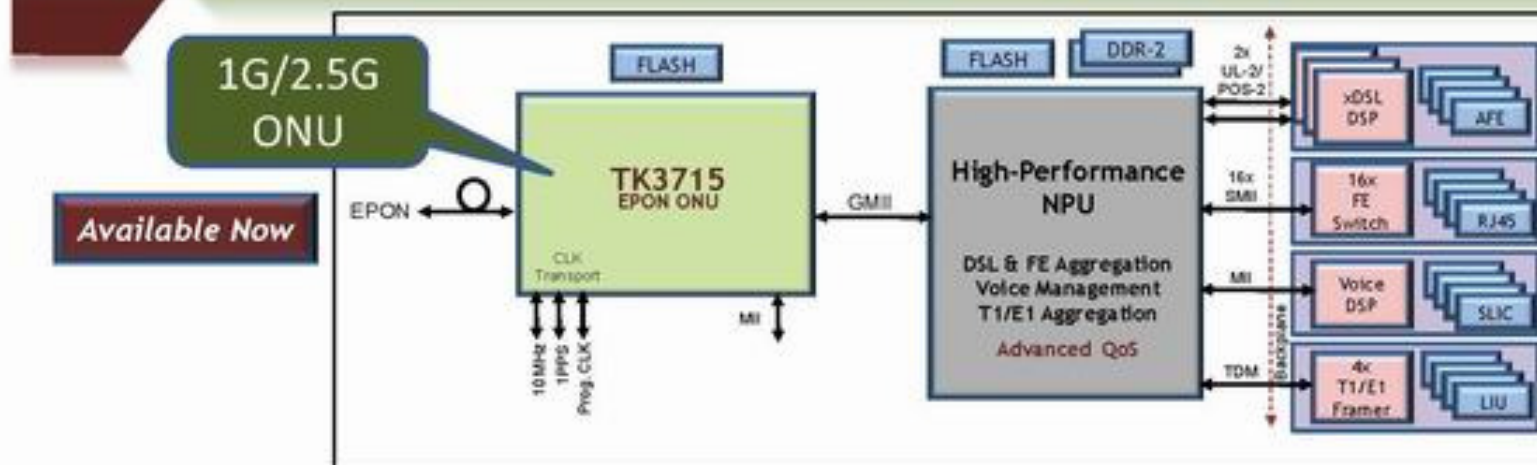 1G/2.5G
ONU
Available Now
FLASH
EPON
TK3715
EPON ONU
CLK
Transport
10MHz
1PPS
Prog. CLK
MII
GMII
FLASH
DDR-2
High-Performance
NPU
DSL & FE Aggregation
Voice Management
T1/E1 Aggregation
Advanced QoS
2x
UL-2/
POS-2
16x
SMII
MII
TDM
Backplane
xDSL
DSP
AFE
16x
FE
Switch
RJ45
Voice
DSP
SLIC
4x
T1/E1
Framer
LIU